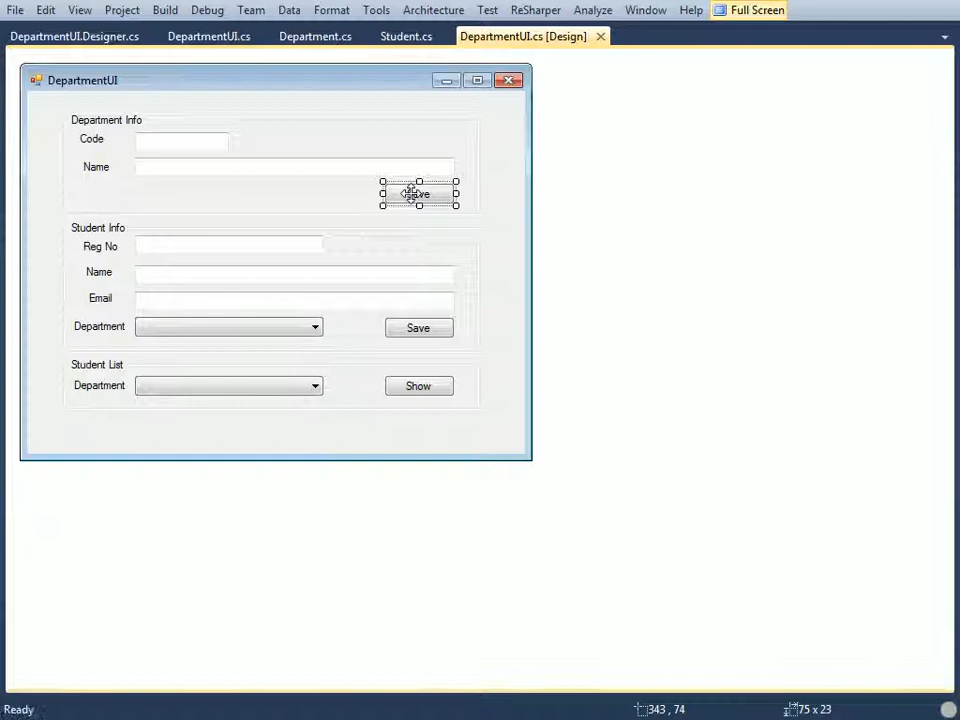 File Edit View Project Build Debug Team Data Format Tools Architecture Test ReSharper Analyze Window Help Full Screen
DepartmentUI.Designer.cs DepartmentUI.cs Department.cs Student.cs DepartmentUI.cs [Design]
DepartmentUI
Department Info
Code
Name
Student Info
Reg No
Name
Email
Department Save
Student List
Department Show
Ready 343 , 74 75 x 23